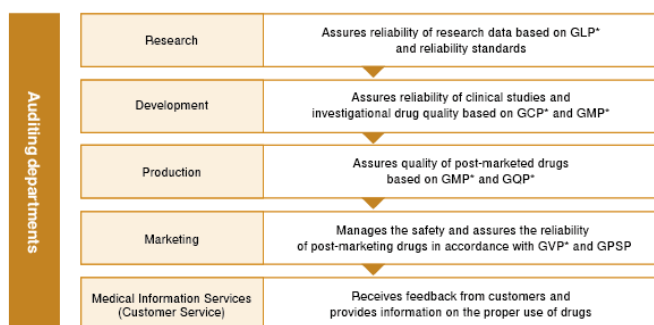 Auditing departments
Research
Assures reliability of research data based on GLP*
and reliability standards
Development
Assures reliability of clinical studies and
investigational drug quality based on GCP* and GMP*
Production
Assures quality of post-marketed drugs
based on GMP* and GQP*
Marketing
Manages the safety and assures the reliability
of post-marketing drugs in accordance with GVP* and GPSP
Medical Information Services
(Customer Service)
Receives feedback from customers and
provides information on the proper use of drugs